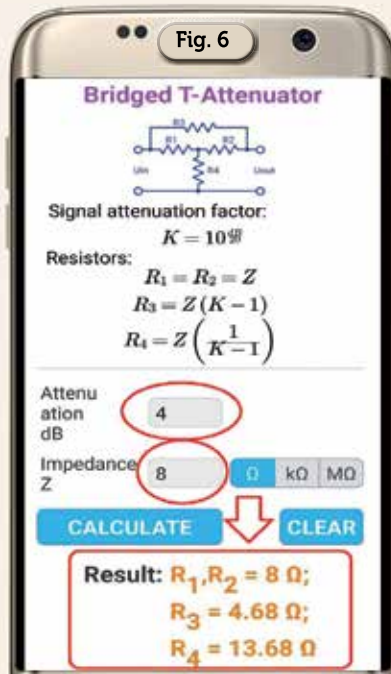 Fig. 6
Bridged T-Attenuator
R3
R1
R2
Uin
R4
Uout
Signal attenuation factor:
K = 10^(dB/20)
Resistors:
R₁ = R₂ = Z
R₃ = Z(K − 1)
R₄ = Z(1/(K − 1))
Attenu
ation
dB
4
Impedance
Z
8
Ω kΩ MΩ
CALCULATE CLEAR
Result: R₁,R₂ = 8 Ω;
R₃ = 4.68 Ω;
R₄ = 13.68 Ω